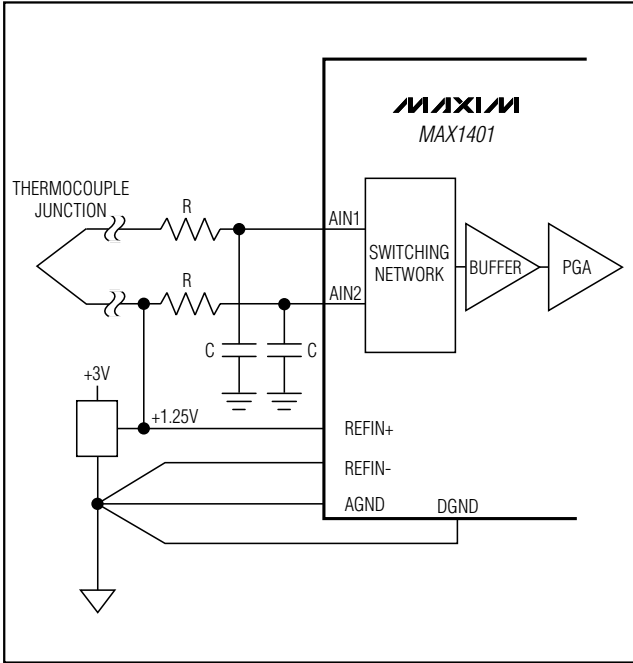 MAXIM
MAX1401
THERMOCOUPLE
JUNCTION
R
AIN1
SWITCHING
NETWORK
BUFFER
PGA
R
AIN2
C
C
+3V
+1.25V
REFIN+
REFIN-
AGND
DGND